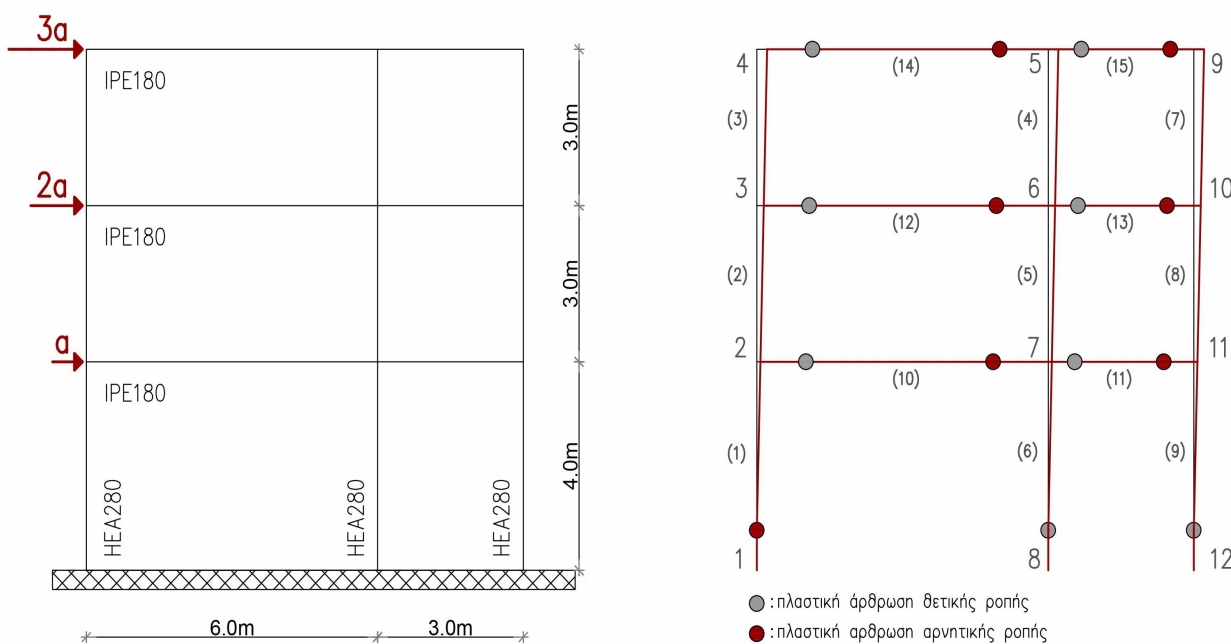 3a
IPE180
2a
IPE180
a
IPE180
HEA280
HEA280
HEA280
3.0m
3.0m
4.0m
6.0m
3.0m
4
(14)
5
(15)
9
(3)
(4)
(7)
3
(12)
6
(13)
10
(2)
(5)
(8)
2
(10)
7
(11)
11
(1)
(6)
(9)
1
8
12
:πλαστική άρθρωση θετικής ροπής
:πλαστικη αρθρωση αρνητικής ροπής